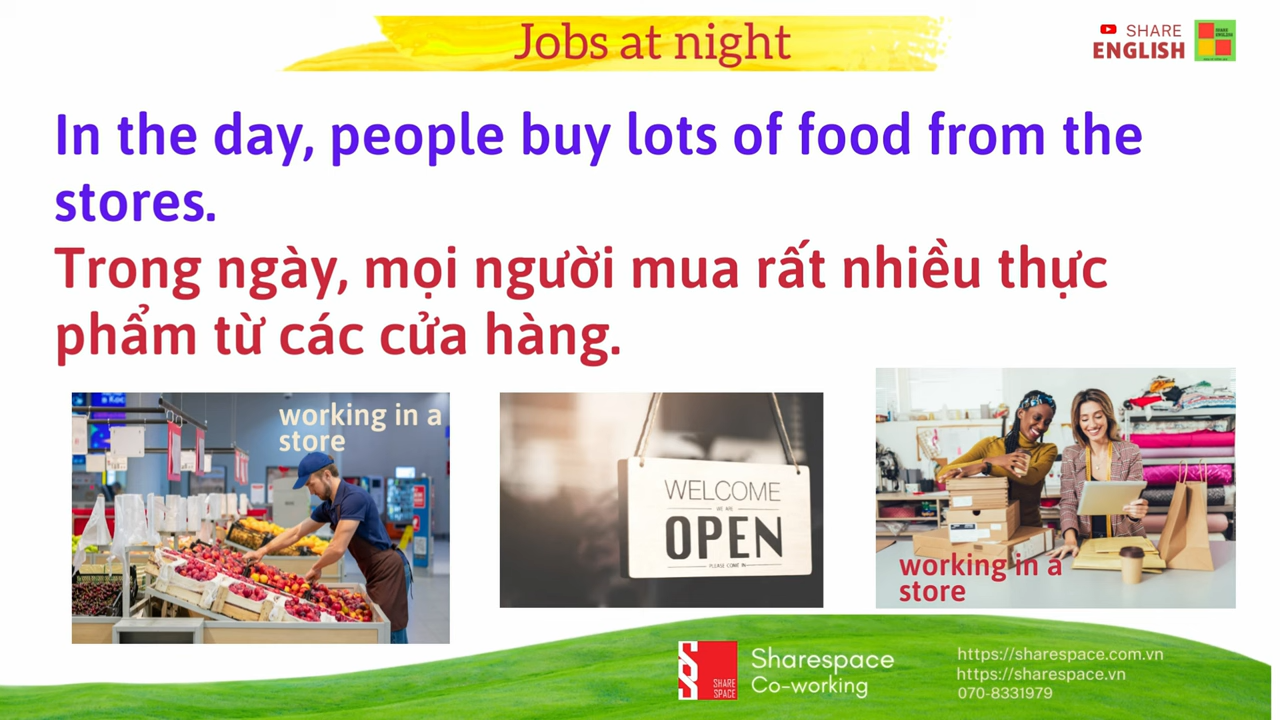 Jobs at night
SHARE
ENGLISH
In the day, people buy lots of food from the
stores.
Trong ngày, mọi người mua rất nhiều thực
phẩm từ các cửa hàng.
working in a
store
WELCOME
WE ARE
OPEN
PLEASE COME IN
working in a
store
SHARE
SPACE
Sharespace
Co-working
https://sharespace.com.vn
https://sharespace.vn
070-8331979